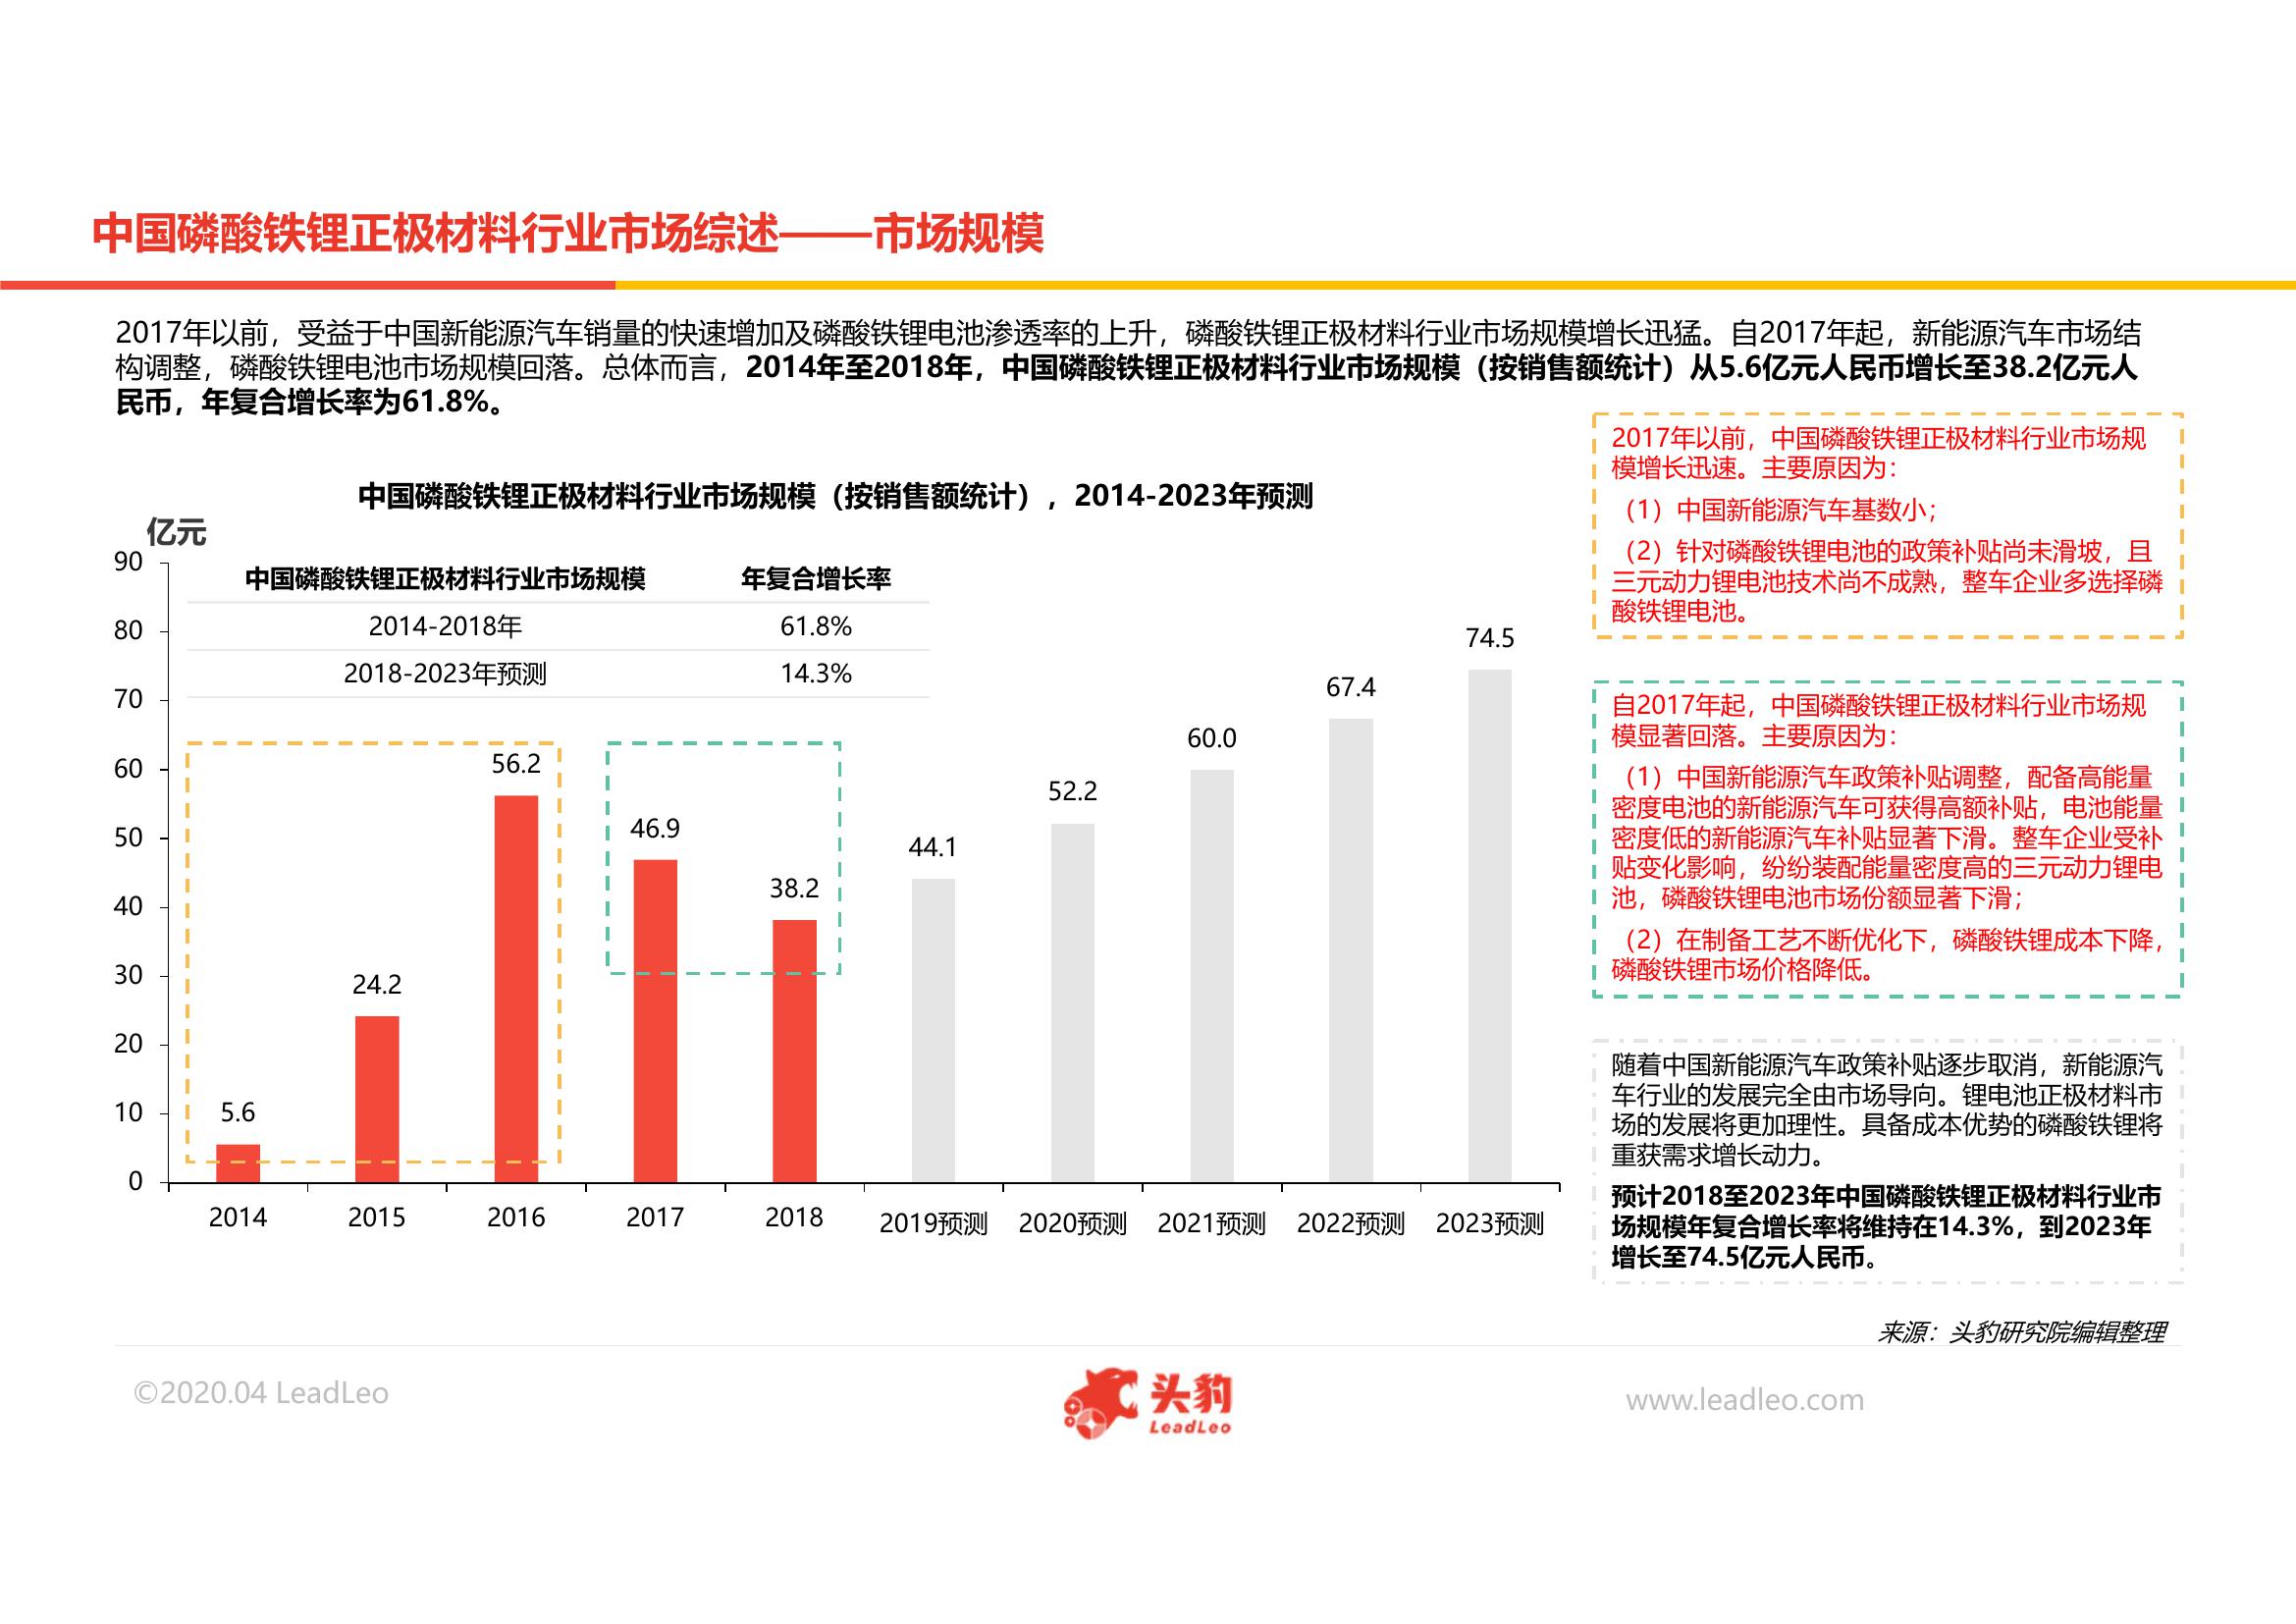 中国磷酸铁锂正极材料行业市场综述——市场规模
2017年以前，受益于中国新能源汽车销量的快速增加及磷酸铁锂电池渗透率的上升，磷酸铁锂正极材料行业市场规模增长迅猛。自2017年起，新能源汽车市场结
构调整，磷酸铁锂电池市场规模回落。总体而言，2014年至2018年，中国磷酸铁锂正极材料行业市场规模（按销售额统计）从5.6亿元人民币增长至38.2亿元人
民币，年复合增长率为61.8%。
中国磷酸铁锂正极材料行业市场规模（按销售额统计），2014-2023年预测
亿元
90
80
70
60
50
40
30
20
10
0
中国磷酸铁锂正极材料行业市场规模 年复合增长率
2014-2018年 61.8%
2018-2023年预测 14.3%
5.6
24.2
56.2
46.9
38.2
44.1
52.2
60.0
67.4
74.5
2014 2015 2016 2017 2018 2019预测 2020预测 2021预测 2022预测 2023预测
2017年以前，中国磷酸铁锂正极材料行业市场规
模增长迅速。主要原因为：
（1）中国新能源汽车基数小；
（2）针对磷酸铁锂电池的政策补贴尚未滑坡，且
三元动力锂电池技术尚不成熟，整车企业多选择磷
酸铁锂电池。
自2017年起，中国磷酸铁锂正极材料行业市场规
模显著回落。主要原因为：
（1）中国新能源汽车政策补贴调整，配备高能量
密度电池的新能源汽车可获得高额补贴，电池能量
密度低的新能源汽车补贴显著下滑。整车企业受补
贴变化影响，纷纷装配能量密度高的三元动力锂电
池，磷酸铁锂电池市场份额显著下滑；
（2）在制备工艺不断优化下，磷酸铁锂成本下降，
磷酸铁锂市场价格降低。
随着中国新能源汽车政策补贴逐步取消，新能源汽
车行业的发展完全由市场导向。锂电池正极材料市
场的发展将更加理性。具备成本优势的磷酸铁锂将
重获需求增长动力。
预计2018至2023年中国磷酸铁锂正极材料行业市
场规模年复合增长率将维持在14.3%，到2023年
增长至74.5亿元人民币。
来源：头豹研究院编辑整理
©2020.04 LeadLeo
头豹
LeadLeo
www.leadleo.com